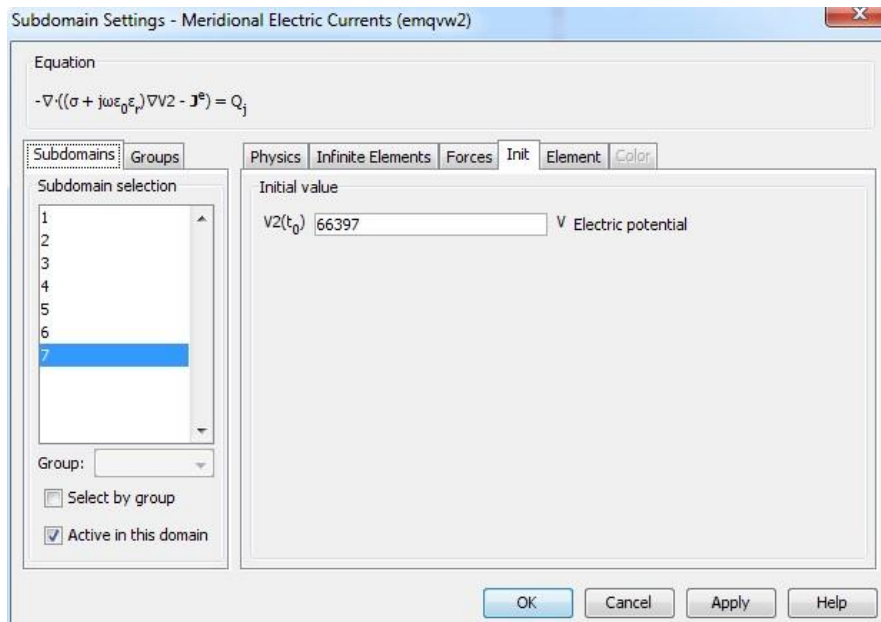 Subdomain Settings - Meridional Electric Currents (emqvw2)
Equation
-∇·((σ + jωε₀εᵣ)∇V2 - Jᵉ) = Qⱼ
Subdomains Groups
Physics Infinite Elements Forces Init Element Color
Subdomain selection
1
2
3
4
5
6
7
Group:
Select by group
Active in this domain
Initial value
V2(t₀) 66397 V Electric potential
OK Cancel Apply Help